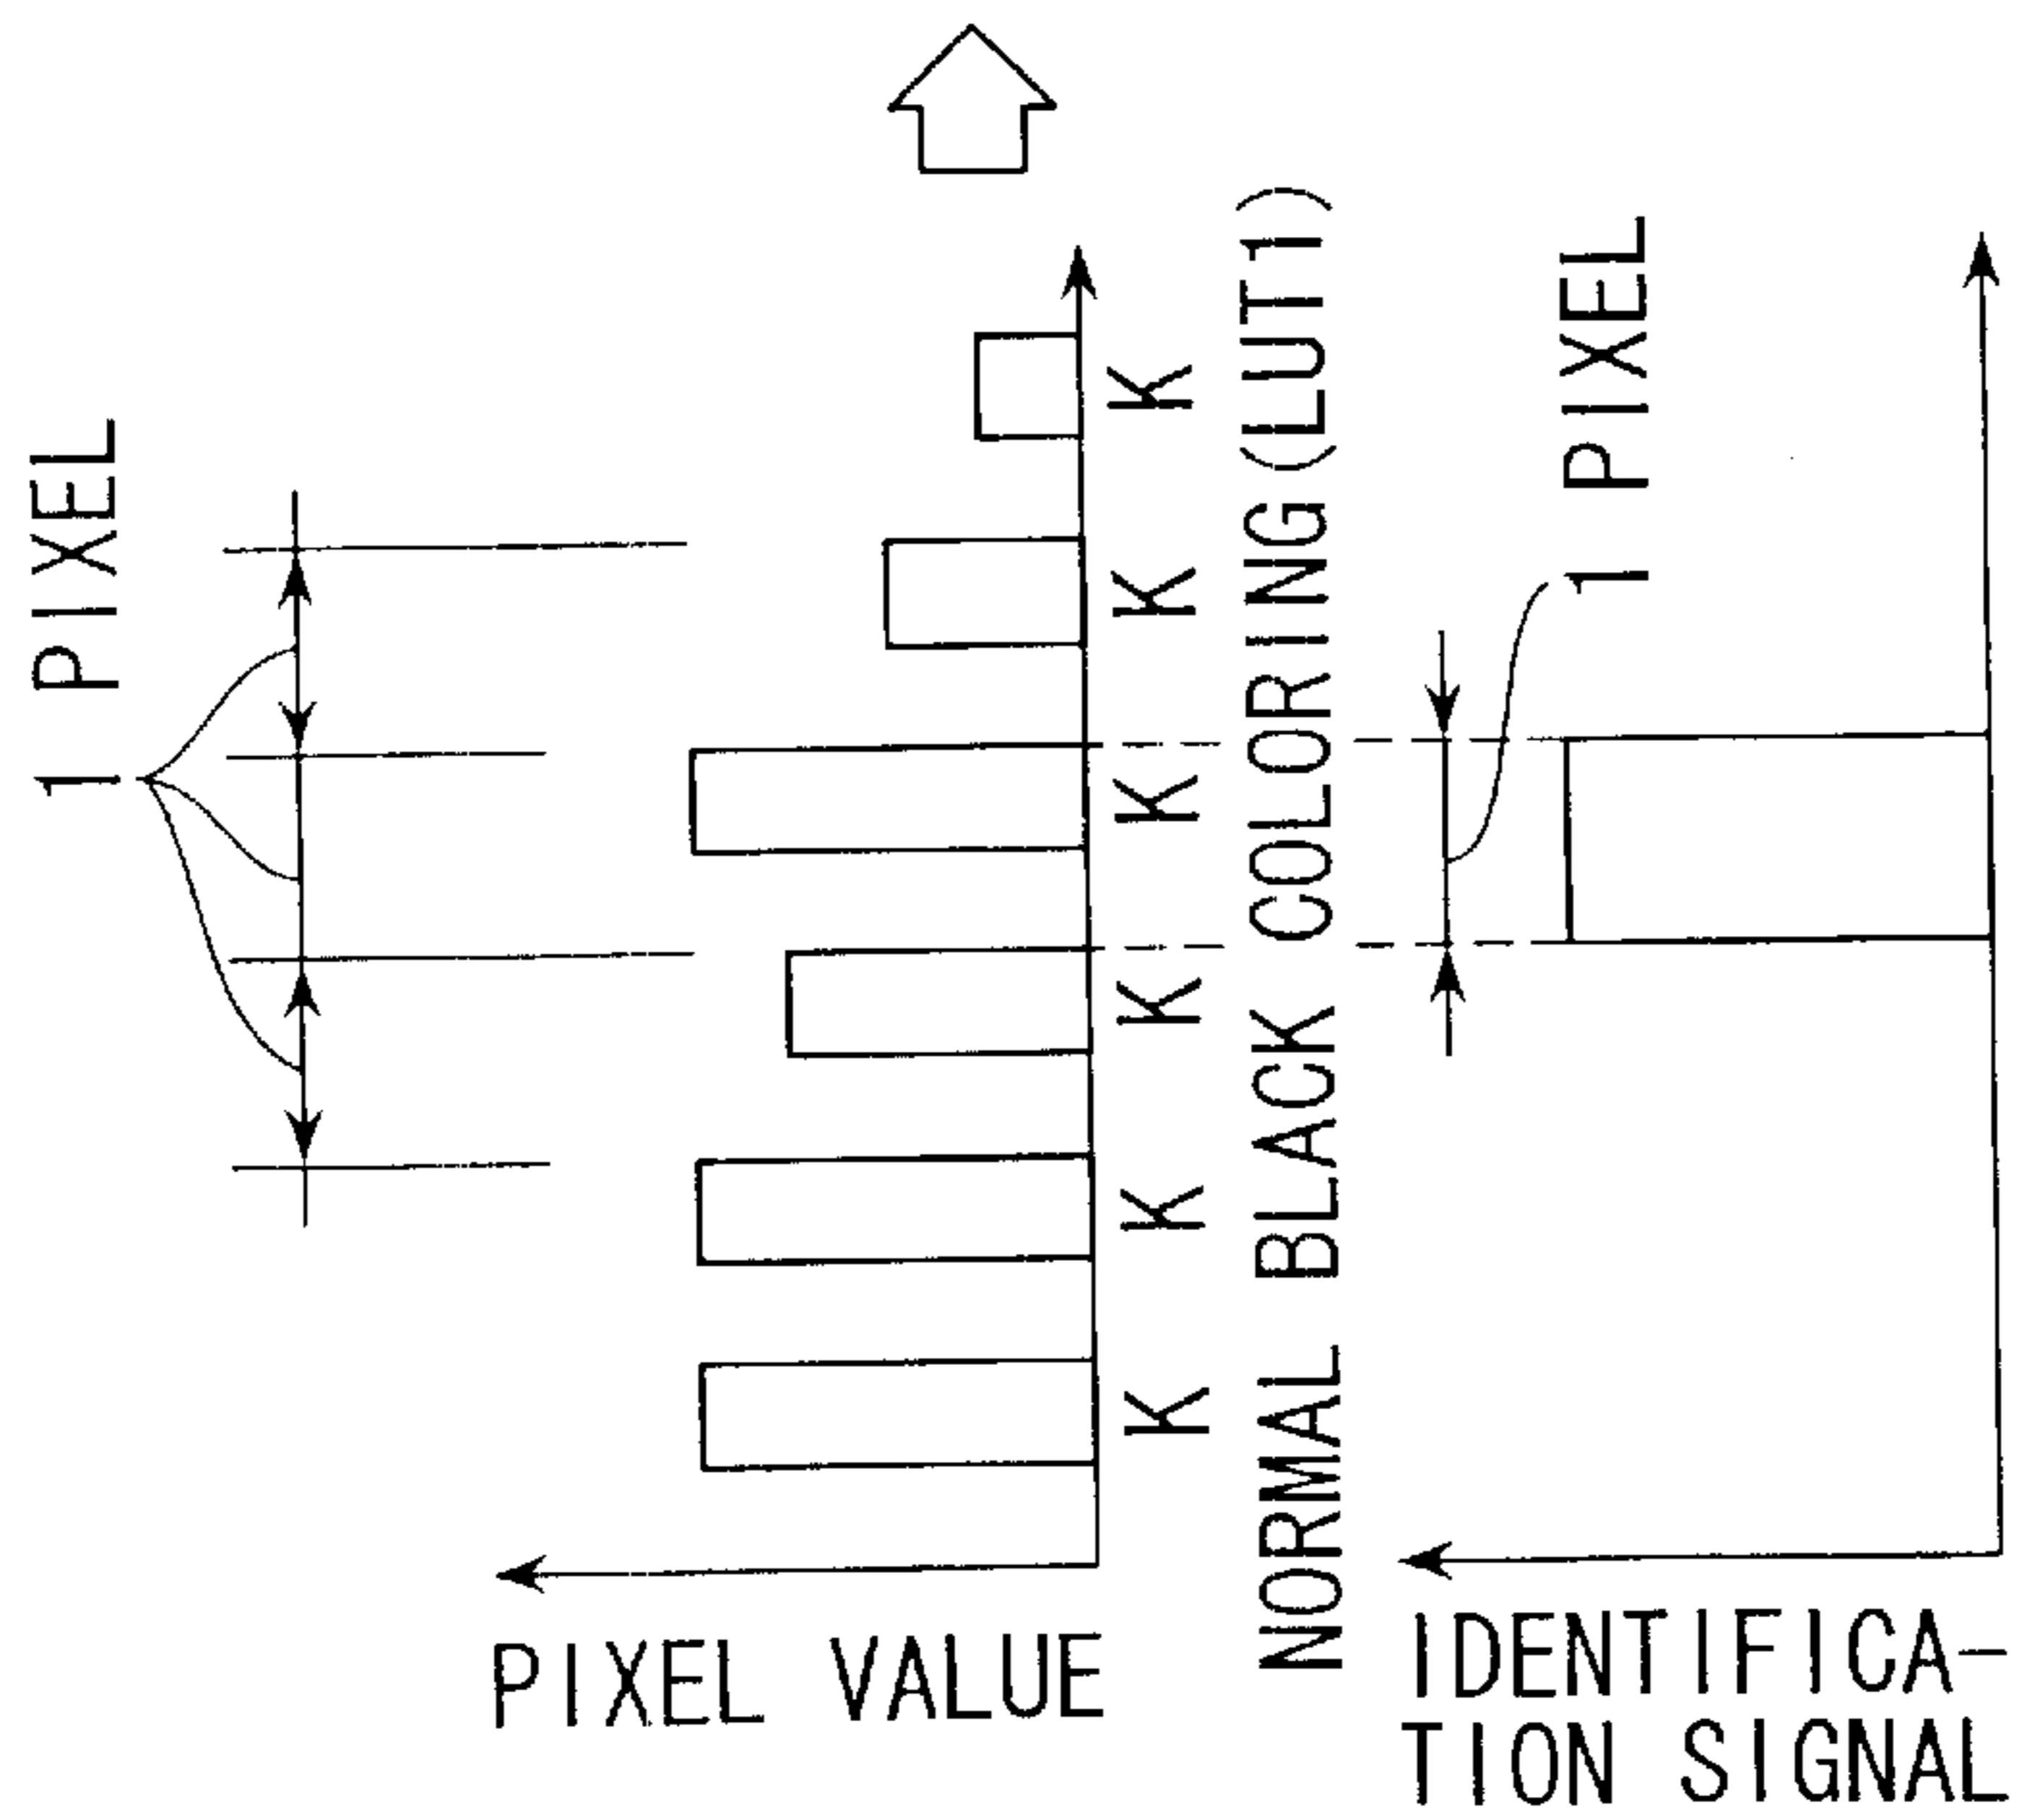 1 PIXEL
PIXEL VALUE
K K K K K K
NORMAL BLACK COLORING(LUT1)
1 PIXEL
IDENTIFICA-
TION SIGNAL